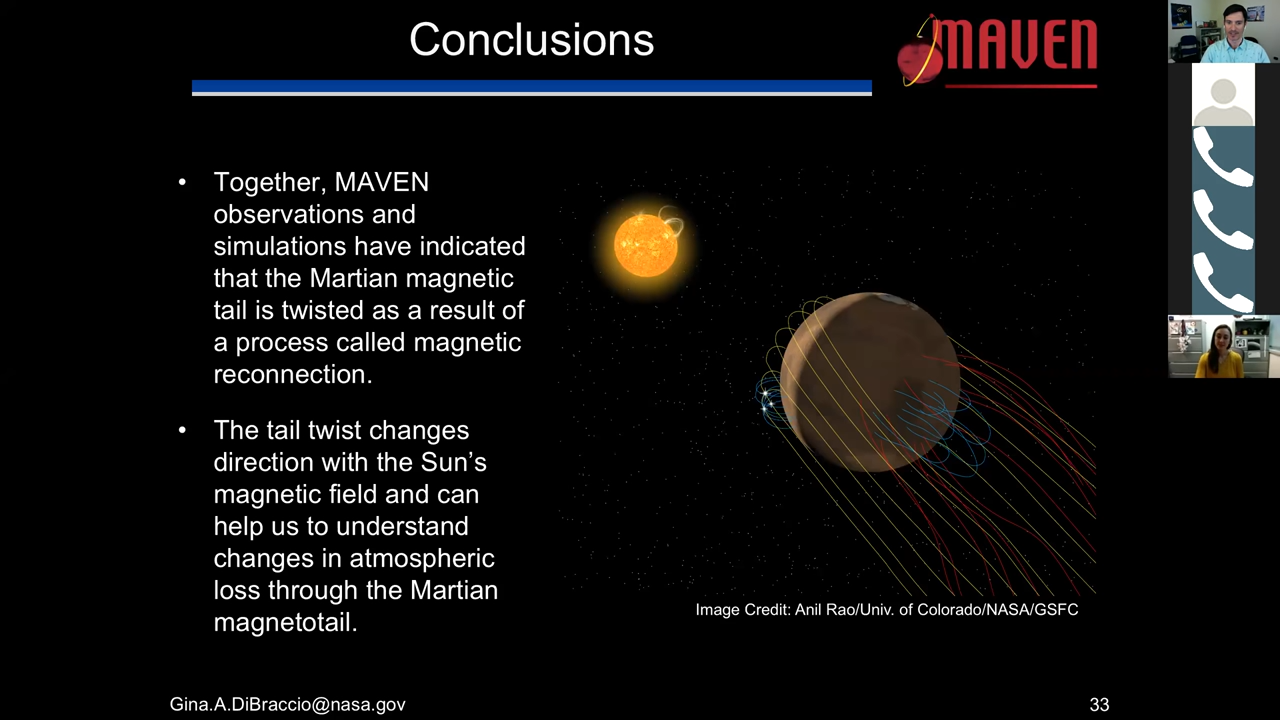 Conclusions
MAVEN
• Together, MAVEN
observations and
simulations have indicated
that the Martian magnetic
tail is twisted as a result of
a process called magnetic
reconnection.
• The tail twist changes
direction with the Sun’s
magnetic field and can
help us to understand
changes in atmospheric
loss through the Martian
magnetotail.
Image Credit: Anil Rao/Univ. of Colorado/NASA/GSFC
Gina.A.DiBraccio@nasa.gov
33